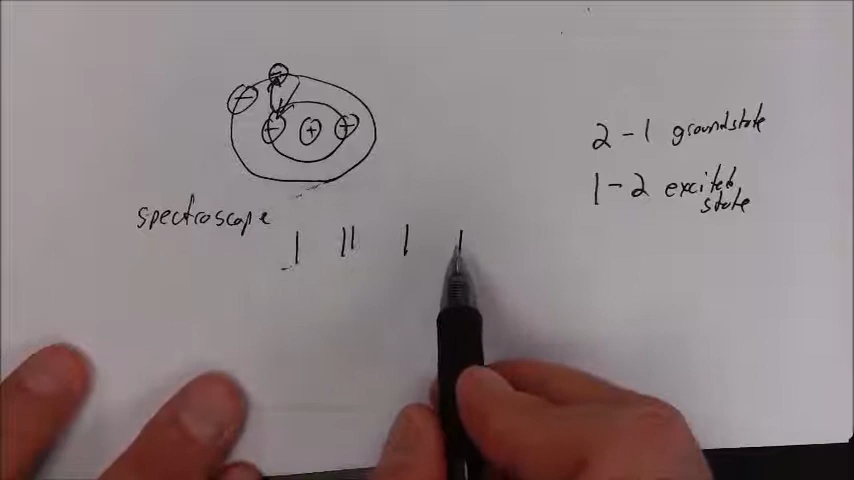 2-1 groundstate
1-2 excited
state
spectroscope